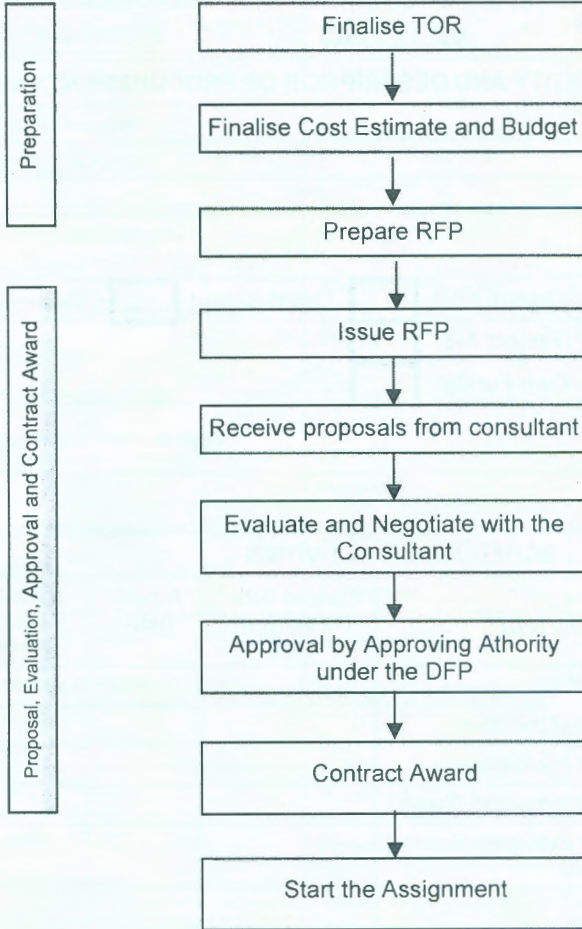 Preparation
Finalise TOR
Finalise Cost Estimate and Budget
Prepare RFP
Proposal, Evaluation, Approval and Contract Award
Issue RFP
Receive proposals from consultant
Evaluate and Negotiate with the
Consultant
Approval by Approving Athority
under the DFP
Contract Award
Start the Assignment